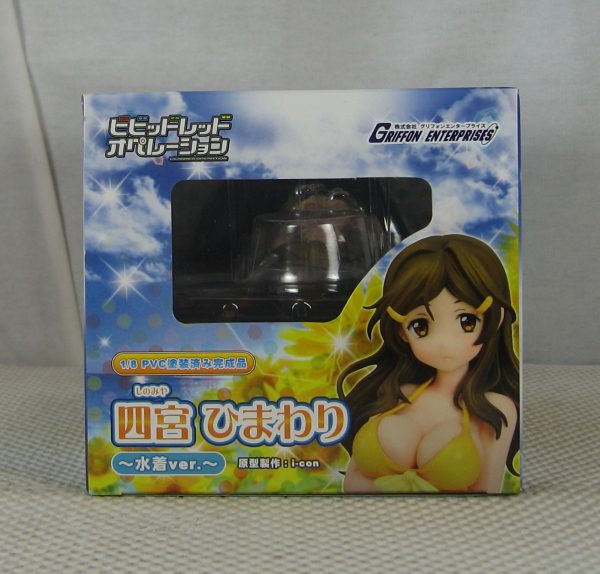 ビビッドレッド
オペレーション
株式会社 グリフォンエンタープライズ
GRIFFON ENTERPRISES
1/8 PVC塗装済み完成品
しのみや
四宮 ひまわり
～水着ver.～
原型製作：i-con